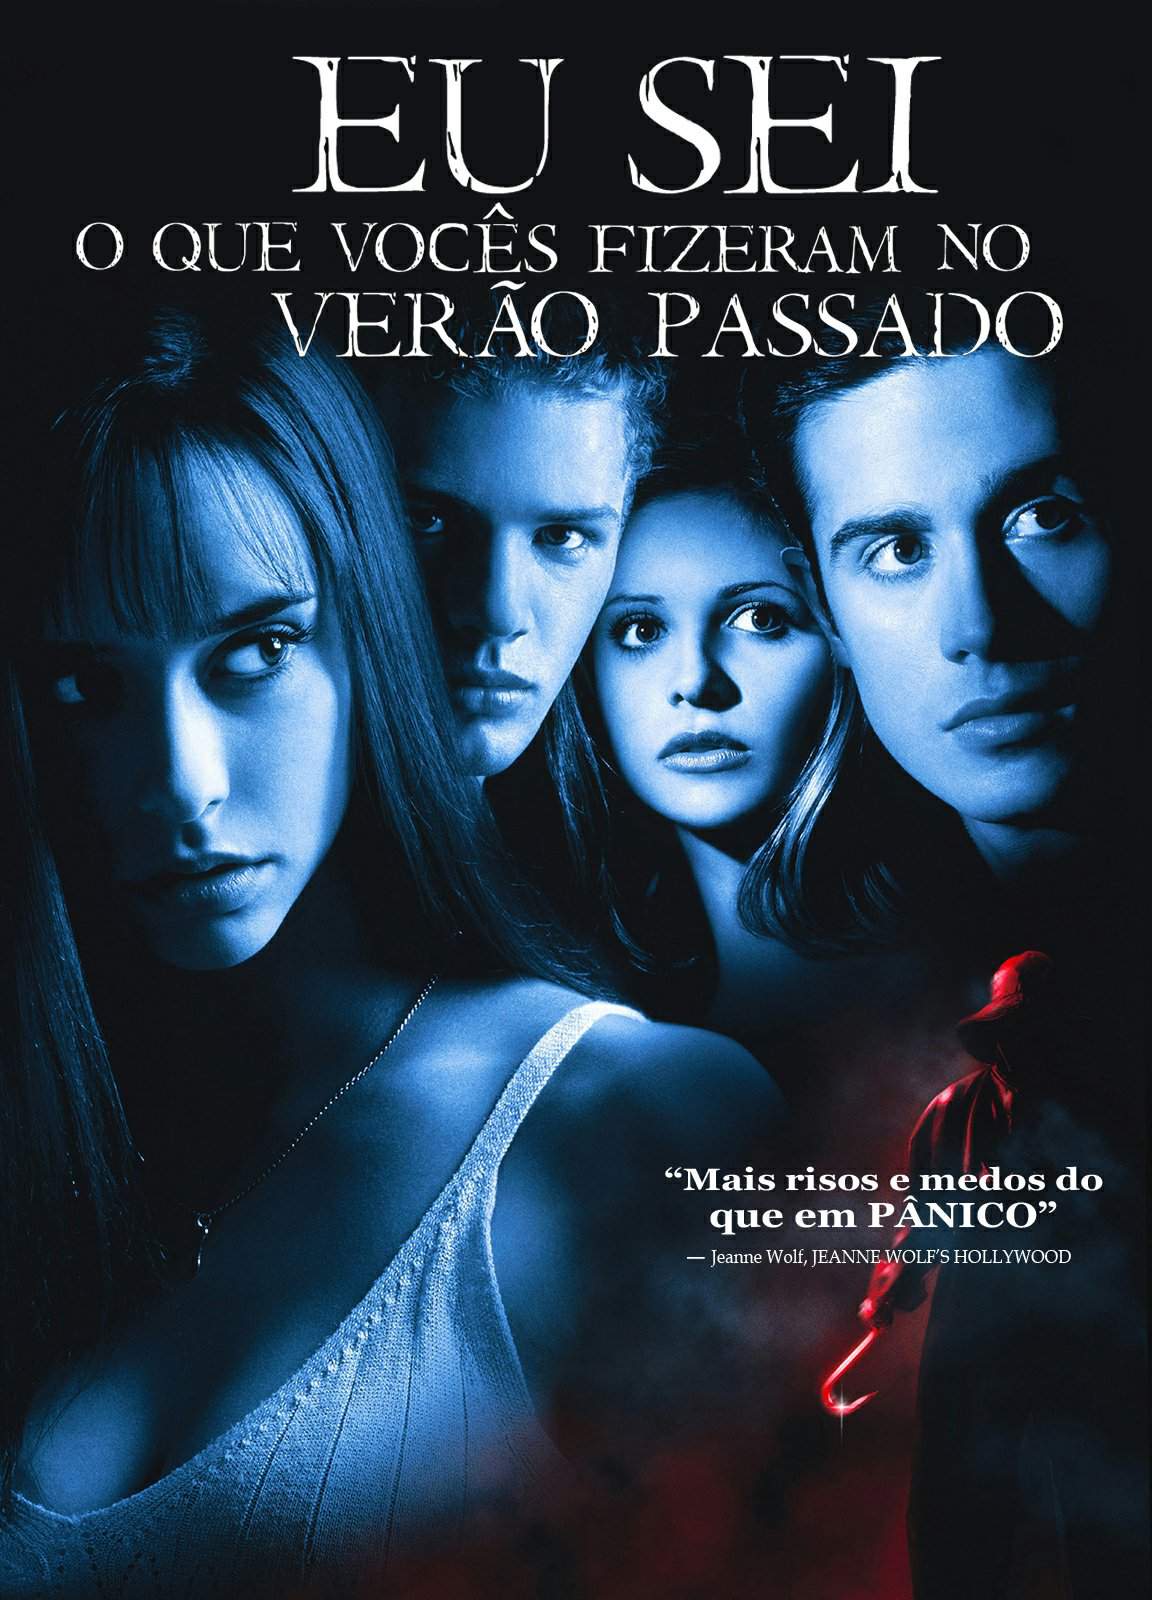 EU SEI
O QUE VOCÊS FIZERAM NO
VERÃO PASSADO
“Mais risos e medos do
que em PÂNICO”
— Jeanne Wolf, JEANNE WOLF’S HOLLYWOOD